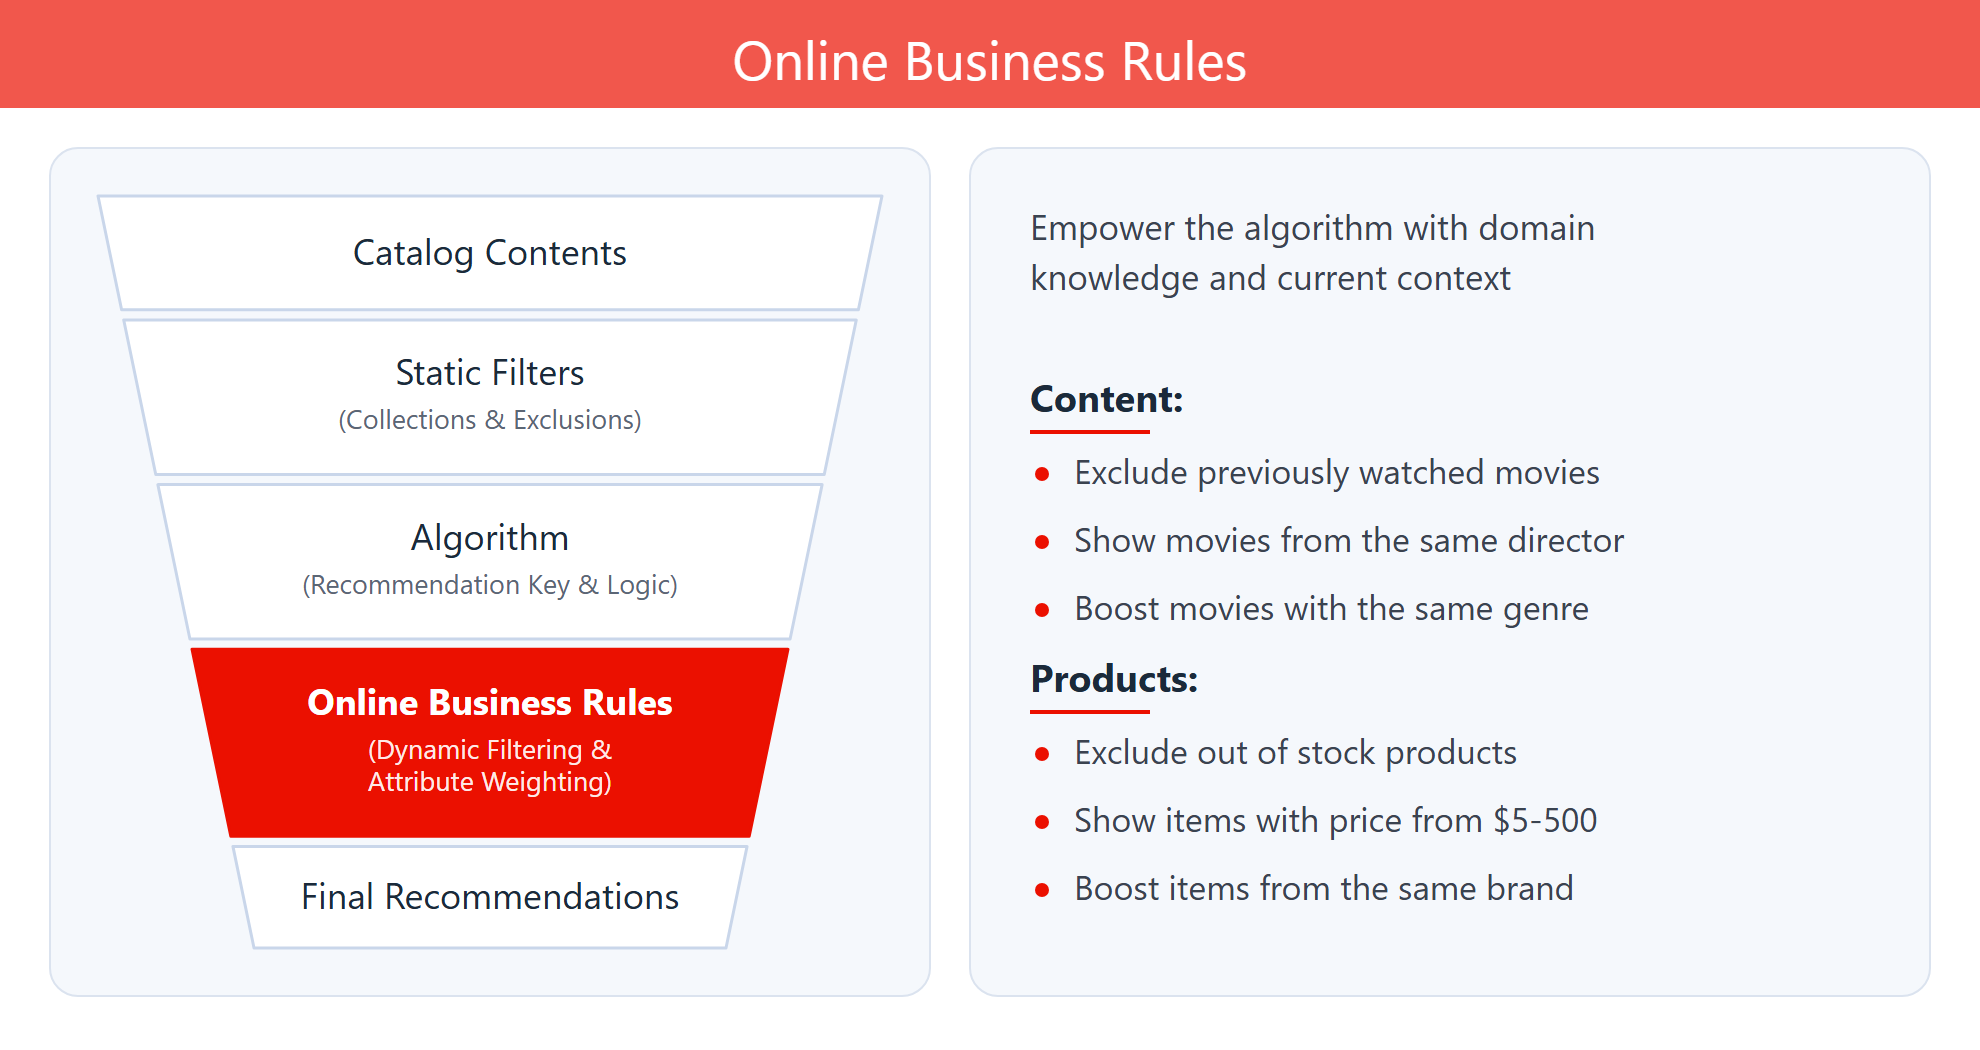 Online Business Rules
Catalog Contents
Static Filters
(Collections & Exclusions)
Algorithm
(Recommendation Key & Logic)
Online Business Rules
(Dynamic Filtering &
Attribute Weighting)
Final Recommendations
Empower the algorithm with domain
knowledge and current context
Content:
Exclude previously watched movies
Show movies from the same director
Boost movies with the same genre
Products:
Exclude out of stock products
Show items with price from $5-500
Boost items from the same brand